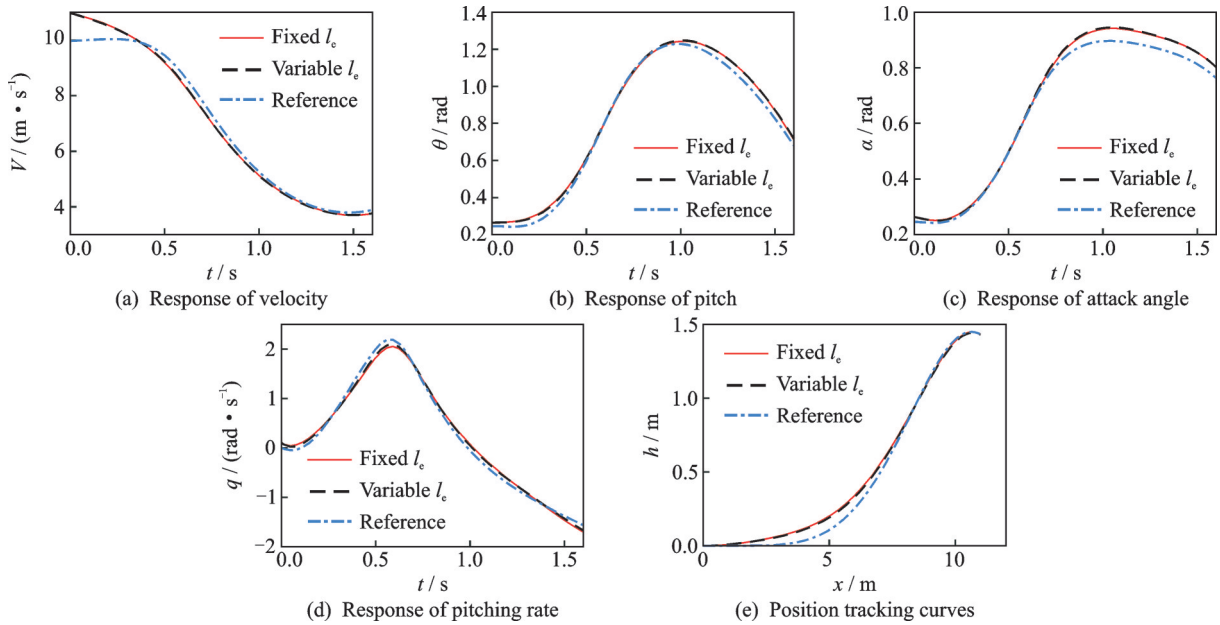 10
8
6
4
V / (m • s⁻¹)
Fixed lₑ
Variable lₑ
Reference
0.0 0.5 1.0 1.5
t / s
(a) Response of velocity
1.4
1.2
1.0
0.8
0.6
0.4
0.2
θ / rad
Fixed lₑ
Variable lₑ
Reference
0.0 0.5 1.0 1.5
t / s
(b) Response of pitch
1.0
0.8
0.6
0.4
0.2
α / rad
Fixed lₑ
Variable lₑ
Reference
0.0 0.5 1.0 1.5
t / s
(c) Response of attack angle
2
1
0
−1
−2
q / (rad • s⁻¹)
Fixed lₑ
Variable lₑ
Reference
0.0 0.5 1.0 1.5
t / s
(d) Response of pitching rate
1.5
1.0
0.5
0.0
h / m
Fixed lₑ
Variable lₑ
Reference
0 5 10
x / m
(e) Position tracking curves